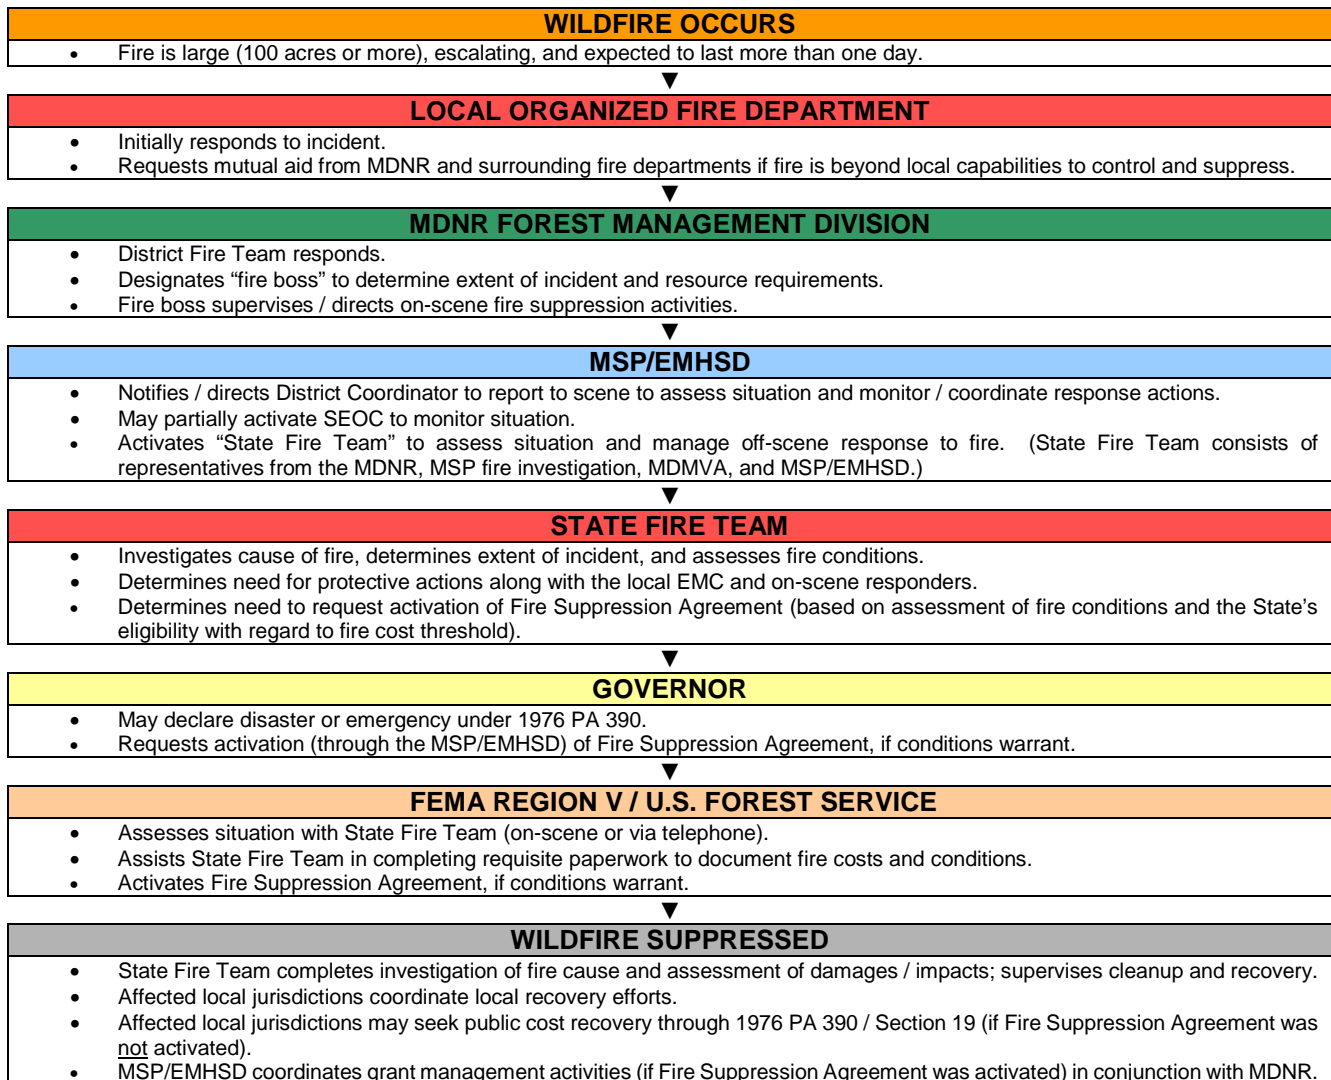 WILDFIRE OCCURS
• Fire is large (100 acres or more), escalating, and expected to last more than one day.
▼
LOCAL ORGANIZED FIRE DEPARTMENT
• Initially responds to incident.
• Requests mutual aid from MDNR and surrounding fire departments if fire is beyond local capabilities to control and suppress.
▼
MDNR FOREST MANAGEMENT DIVISION
• District Fire Team responds.
• Designates “fire boss” to determine extent of incident and resource requirements.
• Fire boss supervises / directs on-scene fire suppression activities.
▼
MSP/EMHSD
• Notifies / directs District Coordinator to report to scene to assess situation and monitor / coordinate response actions.
• May partially activate SEOC to monitor situation.
• Activates “State Fire Team” to assess situation and manage off-scene response to fire. (State Fire Team consists of
representatives from the MDNR, MSP fire investigation, MDMVA, and MSP/EMHSD.)
▼
STATE FIRE TEAM
• Investigates cause of fire, determines extent of incident, and assesses fire conditions.
• Determines need for protective actions along with the local EMC and on-scene responders.
• Determines need to request activation of Fire Suppression Agreement (based on assessment of fire conditions and the State’s
eligibility with regard to fire cost threshold).
▼
GOVERNOR
• May declare disaster or emergency under 1976 PA 390.
• Requests activation (through the MSP/EMHSD) of Fire Suppression Agreement, if conditions warrant.
▼
FEMA REGION V / U.S. FOREST SERVICE
• Assesses situation with State Fire Team (on-scene or via telephone).
• Assists State Fire Team in completing requisite paperwork to document fire costs and conditions.
• Activates Fire Suppression Agreement, if conditions warrant.
▼
WILDFIRE SUPPRESSED
• State Fire Team completes investigation of fire cause and assessment of damages / impacts; supervises cleanup and recovery.
• Affected local jurisdictions coordinate local recovery efforts.
• Affected local jurisdictions may seek public cost recovery through 1976 PA 390 / Section 19 (if Fire Suppression Agreement was
not activated).
• MSP/EMHSD coordinates grant management activities (if Fire Suppression Agreement was activated) in conjunction with MDNR.